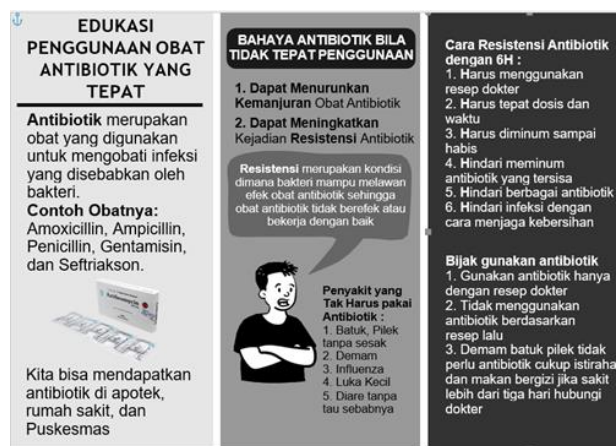 EDUKASI
PENGGUNAAN OBAT
ANTIBIOTIK YANG
TEPAT
Antibiotik merupakan
obat yang digunakan
untuk mengobati infeksi
yang disebabkan oleh
bakteri.
Contoh Obatnya:
Amoxicillin, Ampicillin,
Penicillin, Gentamisin,
dan Seftriakson.
Kita bisa mendapatkan
antibiotik di apotek,
rumah sakit, dan
Puskesmas
BAHAYA ANTIBIOTIK BILA
TIDAK TEPAT PENGGUNAAN
1. Dapat Menurunkan
Kemanjuran Obat Antibiotik
2. Dapat Meningkatkan
Kejadian Resistensi Antibiotik
Resistensi merupakan kondisi
dimana bakteri mampu melawan
efek obat antibiotik sehingga
obat antibiotik tidak berefek atau
bekerja dengan baik
Penyakit yang
Tak Harus pakai
Antibiotik :
1. Batuk, Pilek
tanpa sesak
2. Demam
3. Influenza
4. Luka Kecil
5. Diare tanpa
tau sebabnya
Cara Resistensi Antibiotik
dengan 6H :
1. Harus menggunakan
resep dokter
2. Harus tepat dosis dan
waktu
3. Harus diminum sampai
habis
4. Hindari meminum
antibiotik yang tersisa
5. Hindari berbagai antibiotik
6. Hindari infeksi dengan
cara menjaga kebersihan
Bijak gunakan antibiotik
1. Gunakan antibiotik hanya
dengan resep dokter
2. Tidak menggunakan
antibiotik berdasarkan
resep lalu
3. Demam batuk pilek tidak
perlu antibiotik cukup istiraha
dan makan bergizi jika sakit
lebih dari tiga hari hubungi
dokter